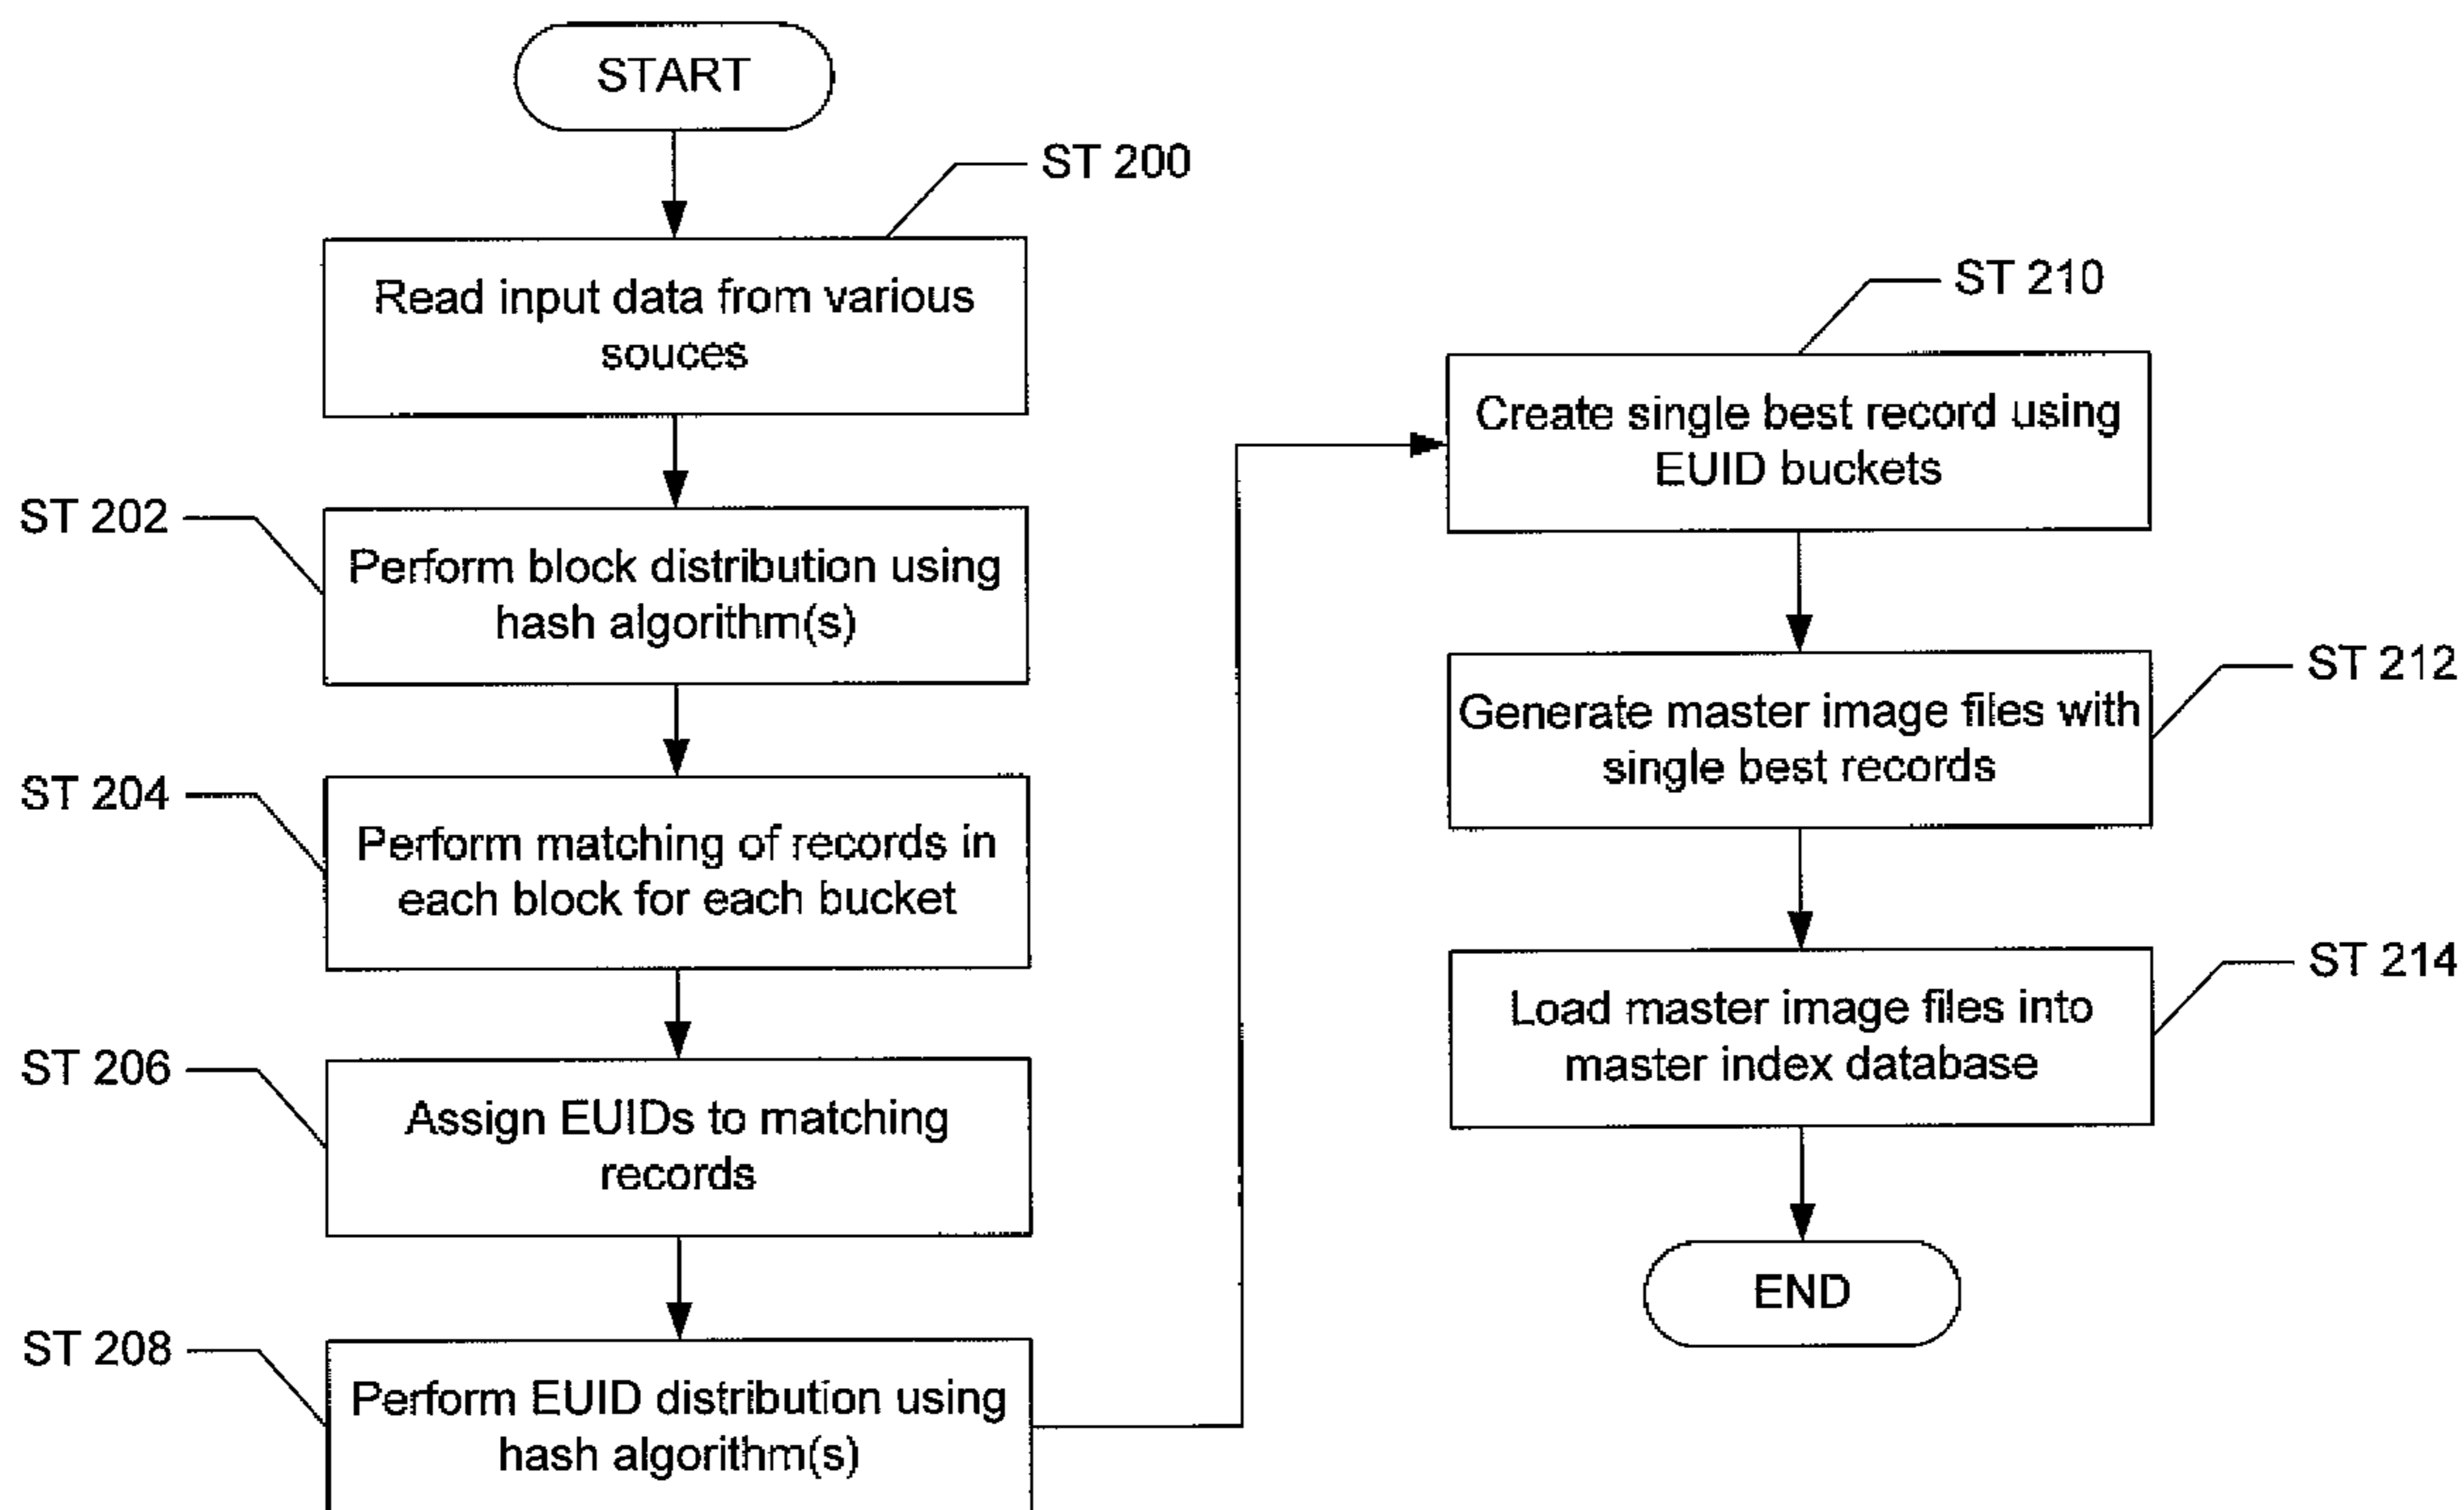 START
ST 200
Read input data from various
souces
ST 202
Perform block distribution using
hash algorithm(s)
ST 204
Perform matching of records in
each block for each bucket
ST 206
Assign EUIDs to matching
records
ST 208
Perform EUID distribution using
hash algorithm(s)
ST 210
Create single best record using
EUID buckets
ST 212
Generate master image files with
single best records
ST 214
Load master image files into
master index database
END